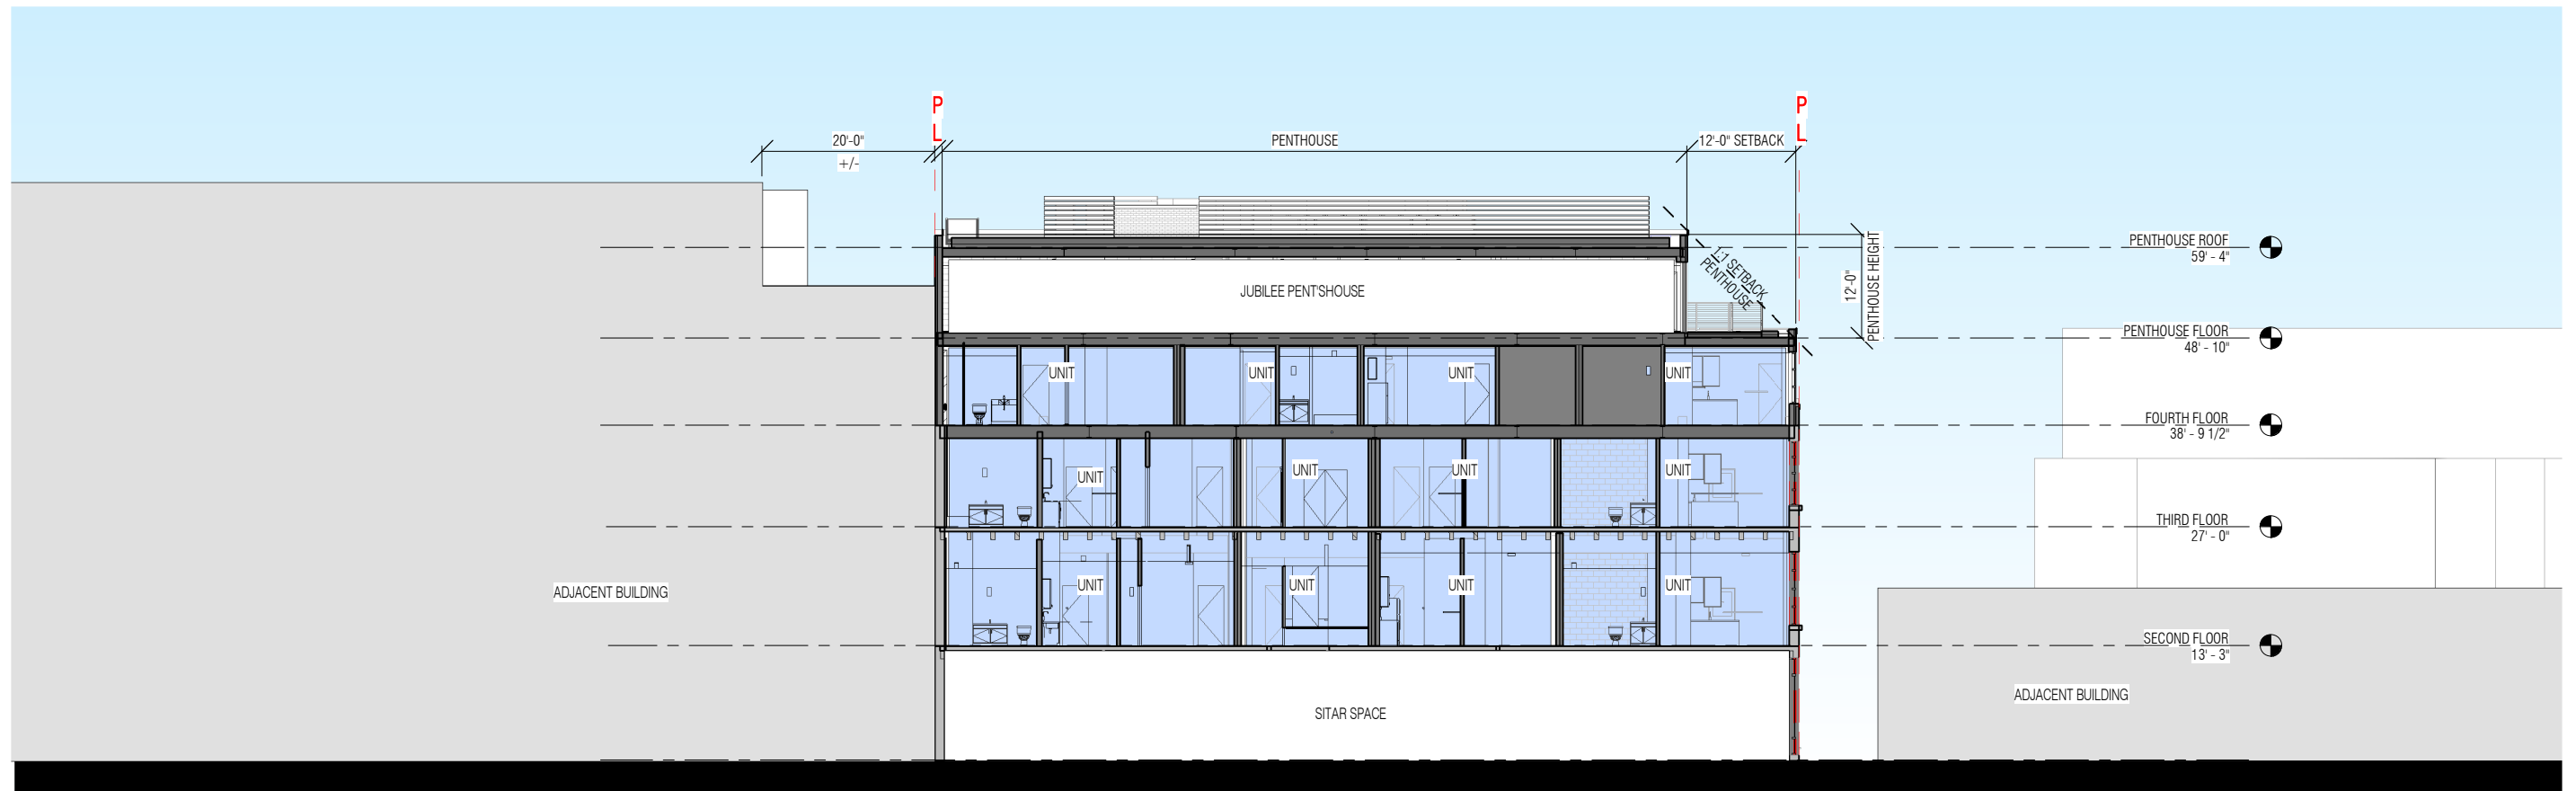 P
L
P
L
20'-0"
+/-
PENTHOUSE
12'-0" SETBACK
PENTHOUSE ROOF
59' - 4"
1:1 SETBACK
PENTHOUSE
12'-0"
PENTHOUSE HEIGHT
JUBILEE PENT'SHOUSE
PENTHOUSE FLOOR
48' - 10"
UNIT
UNIT
UNIT
UNIT
FOURTH FLOOR
38' - 9 1/2"
UNIT
UNIT
UNIT
UNIT
THIRD FLOOR
27' - 0"
ADJACENT BUILDING
UNIT
UNIT
UNIT
UNIT
SECOND FLOOR
13' - 3"
ADJACENT BUILDING
SITAR SPACE